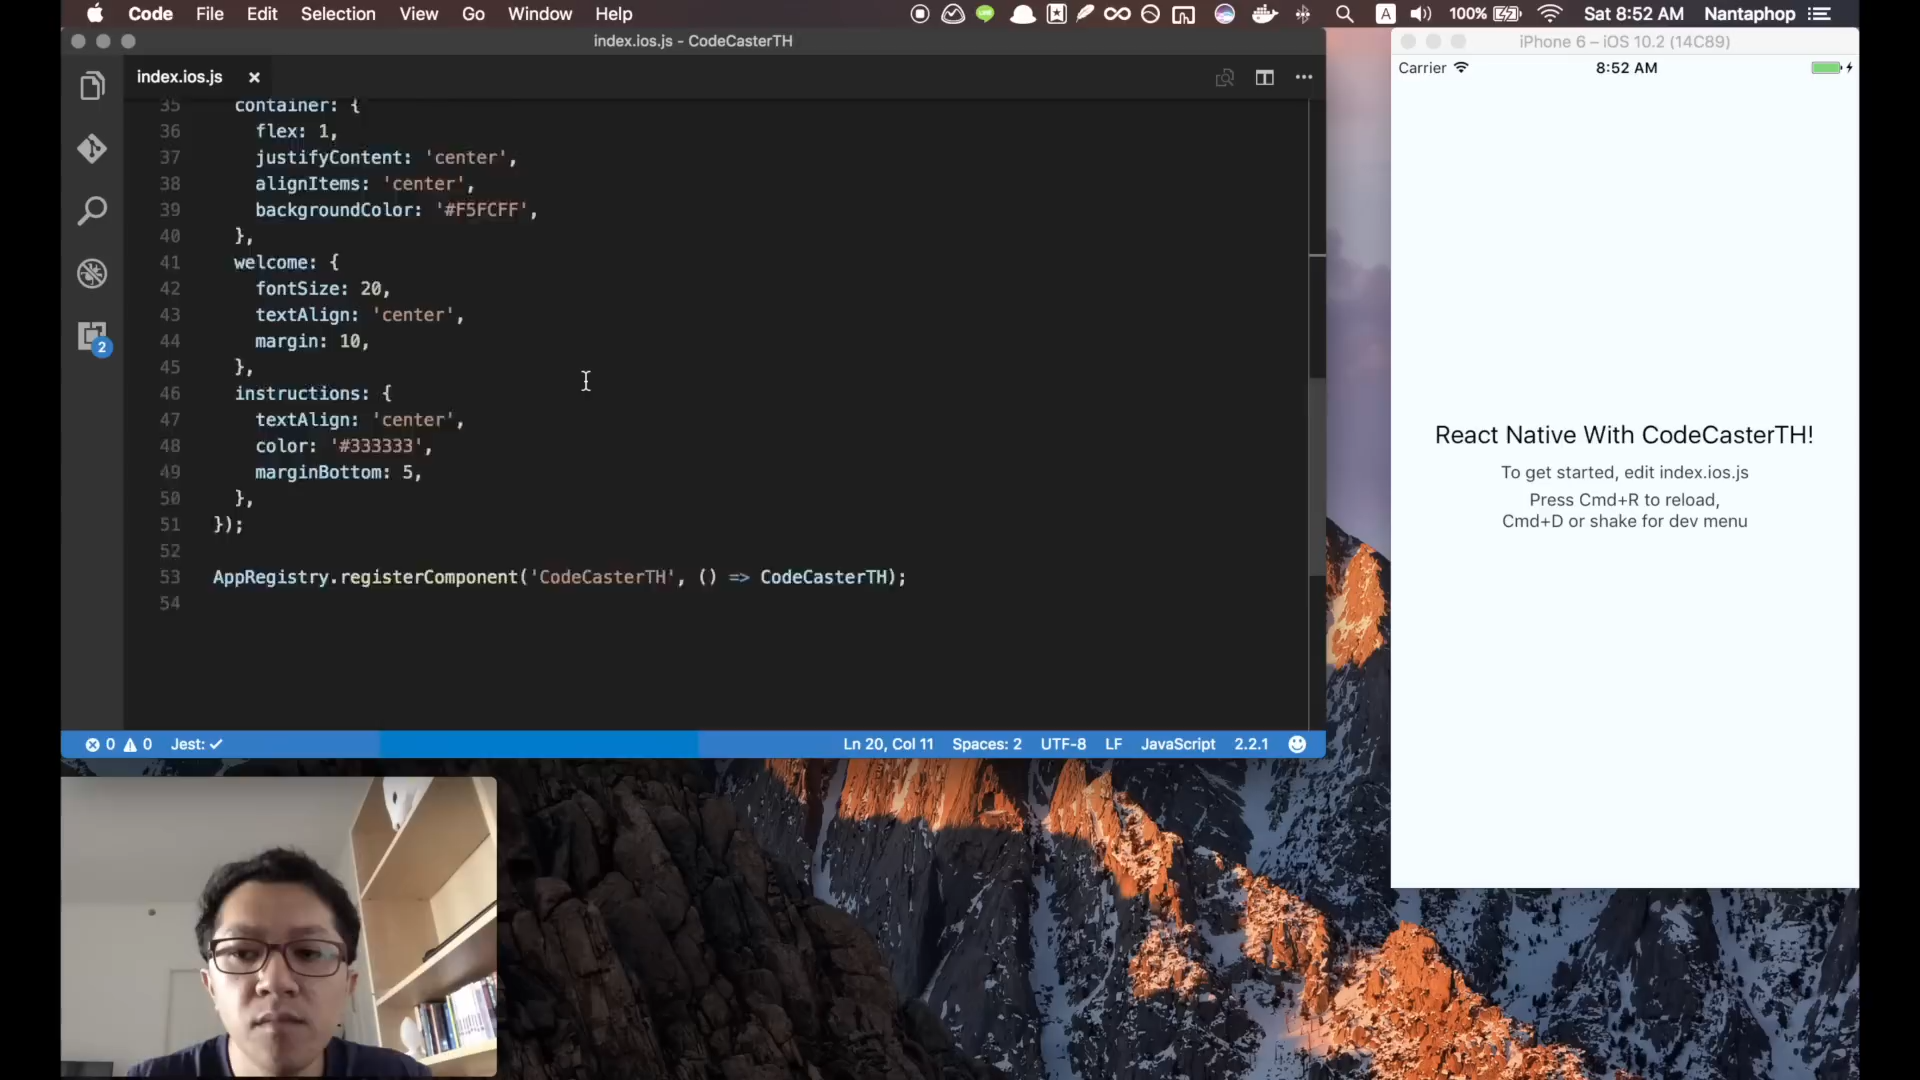 Code File Edit Selection View Go Window Help
A 100% Sat 8:52 AM Nantaphop
index.ios.js - CodeCasterTH
index.ios.js
35 container: {
36 flex: 1,
37 justifyContent: 'center',
38 alignItems: 'center',
39 backgroundColor: '#F5FCFF',
40 },
41 welcome: {
42 fontSize: 20,
43 textAlign: 'center',
44 margin: 10,
45 },
46 instructions: {
47 textAlign: 'center',
48 color: '#333333',
49 marginBottom: 5,
50 },
51 });
52
53 AppRegistry.registerComponent('CodeCasterTH', () => CodeCasterTH);
54
2
0 0 Jest: Ln 20, Col 11 Spaces: 2 UTF-8 LF JavaScript 2.2.1
iPhone 6 – iOS 10.2 (14C89)
Carrier 8:52 AM
React Native With CodeCasterTH!
To get started, edit index.ios.js
Press Cmd+R to reload,
Cmd+D or shake for dev menu